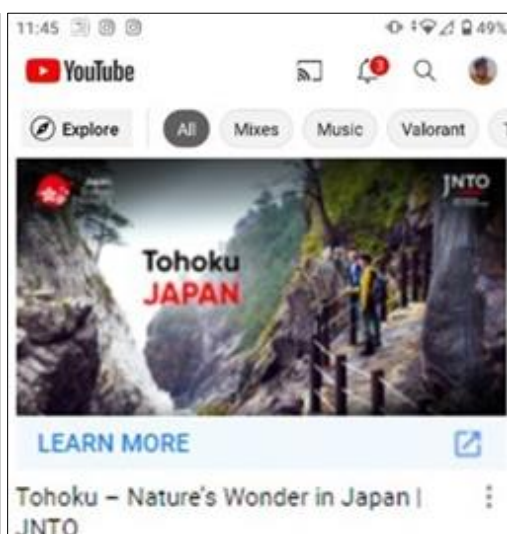 11:45 49%
YouTube 3
Explore All Mixes Music Valorant
Japan JNTO
Tohoku
JAPAN
LEARN MORE
Tohoku – Nature's Wonder in Japan |
JNTO